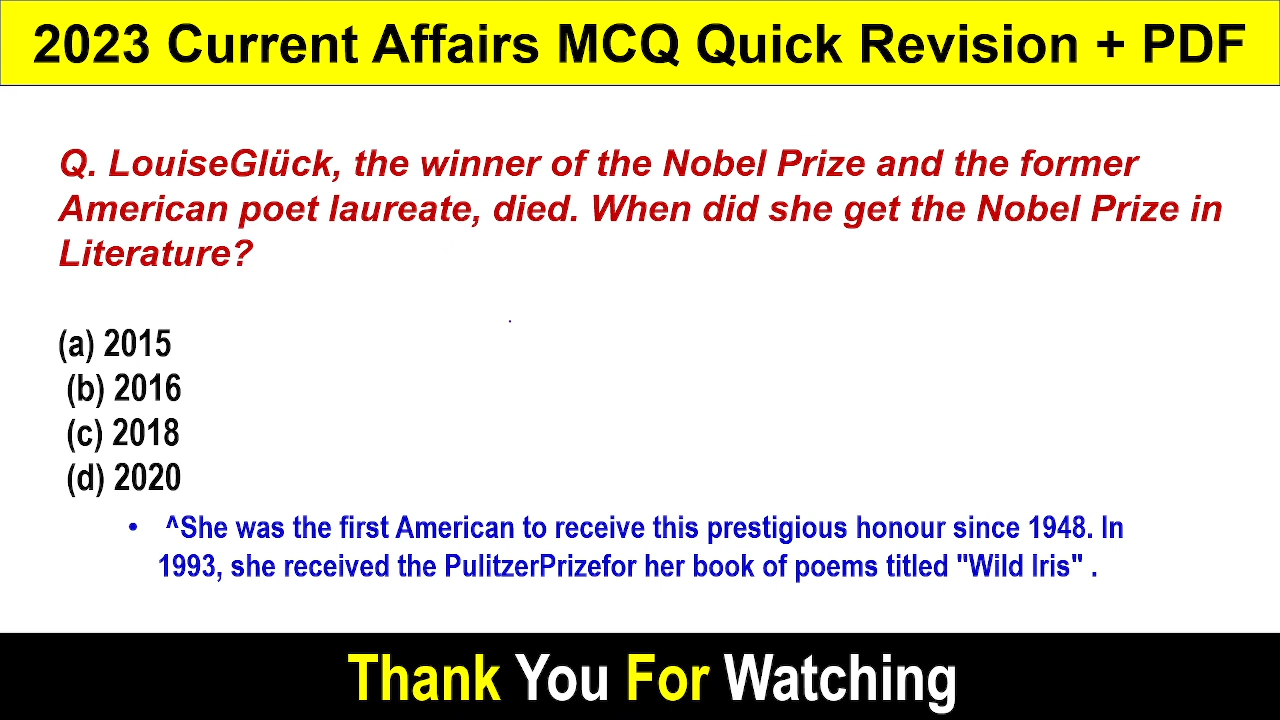 2023 Current Affairs MCQ Quick Revision + PDF
Q. LouiseGlück, the winner of the Nobel Prize and the former
American poet laureate, died. When did she get the Nobel Prize in
Literature?
(a) 2015
(b) 2016
(c) 2018
(d) 2020
• ^She was the first American to receive this prestigious honour since 1948. In
1993, she received the PulitzerPrizefor her book of poems titled "Wild Iris" .
Thank You For Watching